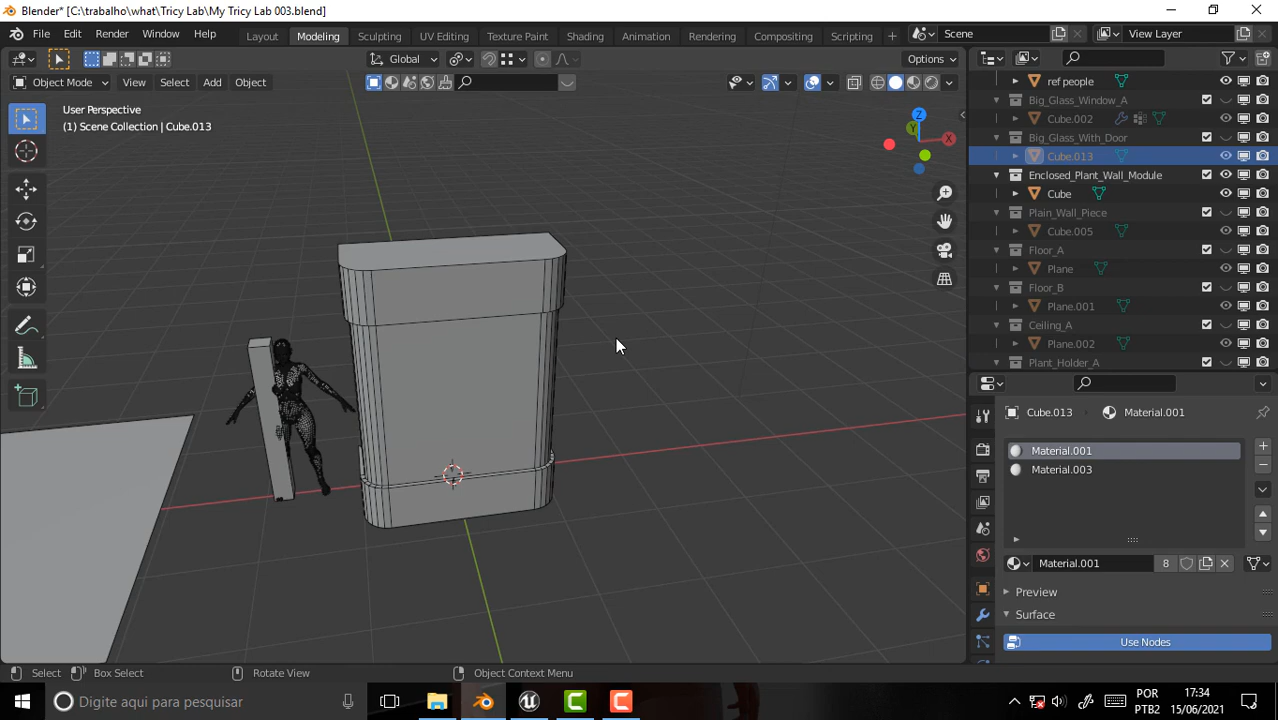 Blender* [C:\trabalho\what\Tricy Lab\My Tricy Lab 003.blend]
File Edit Render Window Help Layout Modeling Sculpting UV Editing Texture Paint Shading Animation Rendering Compositing Scripting + Scene View Layer
Global Options
Object Mode View Select Add Object
User Perspective
(1) Scene Collection | Cube.013
Z
Y
X
ref people
Big_Glass_Window_A
Cube.002
Big_Glass_With_Door
Cube.013
Enclosed_Plant_Wall_Module
Cube
Plain_Wall_Piece
Cube.005
Floor_A
Plane
Floor_B
Plane.001
Ceiling_A
Plane.002
Plant_Holder_A
Cube.013 Material.001
Material.001
Material.003
Material.001 8
Preview
Surface
Use Nodes
Select Box Select Rotate View Object Context Menu
Digite aqui para pesquisar
POR
PTB2
17:34
15/06/2021